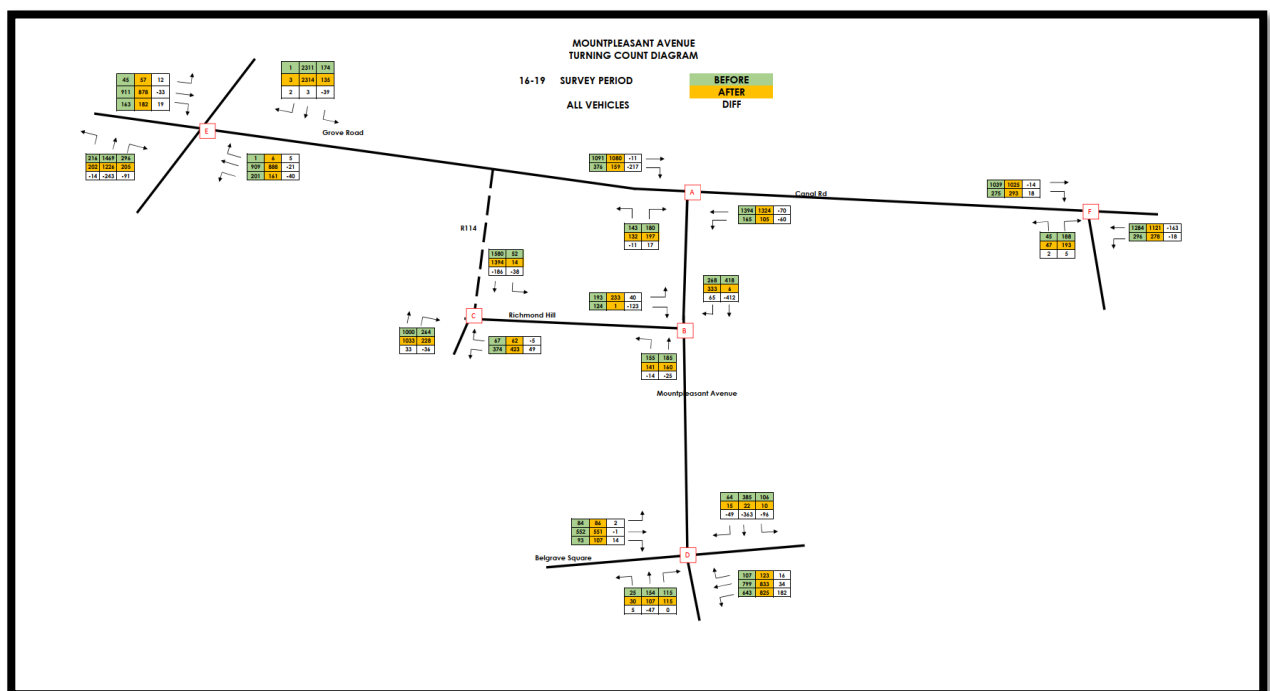 MOUNTPLEASANT AVENUE
TURNING COUNT DIAGRAM
16-19 SURVEY PERIOD BEFORE
AFTER
ALL VEHICLES DIFF
1 2311 174
3 2314 135
2 3 -39
45 57 12
911 878 -33
163 182 19
E
Grove Road
216 1469 296
202 1226 205
-14 -243 -91
1 6 5
909 888 -21
201 161 -40
1091 1080 -11
376 159 -217
A
Canal Rd
1039 1025 -14
275 293 18
F
1394 1324 -70
165 105 -60
143 180
132 197
-11 17
45 188
47 193
2 5
1284 1121 -163
296 278 -18
R114
1580 52
1394 14
-186 -38
268 418
333 6
65 -412
193 233 40
124 1 -123
C
Richmond Hill
B
1000 264
1033 228
33 -36
67 62 -5
374 423 49
155 185
141 160
-14 -25
Mountpleasant Avenue
64 385 106
15 22 10
-49 -363 -96
84 86 2
552 551 -1
93 107 14
Belgrave Square
D
107 123 16
799 833 34
643 825 182
25 154 115
30 107 115
5 -47 0